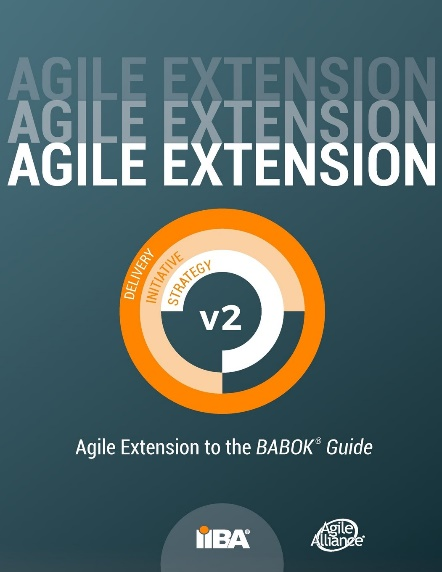 AGILE EXTENSION
AGILE EXTENSION
AGILE EXTENSION
DELIVERY
INITIATIVE
STRATEGY
v2
Agile Extension to the BABOK® Guide
IIBA®
Agile
Alliance®